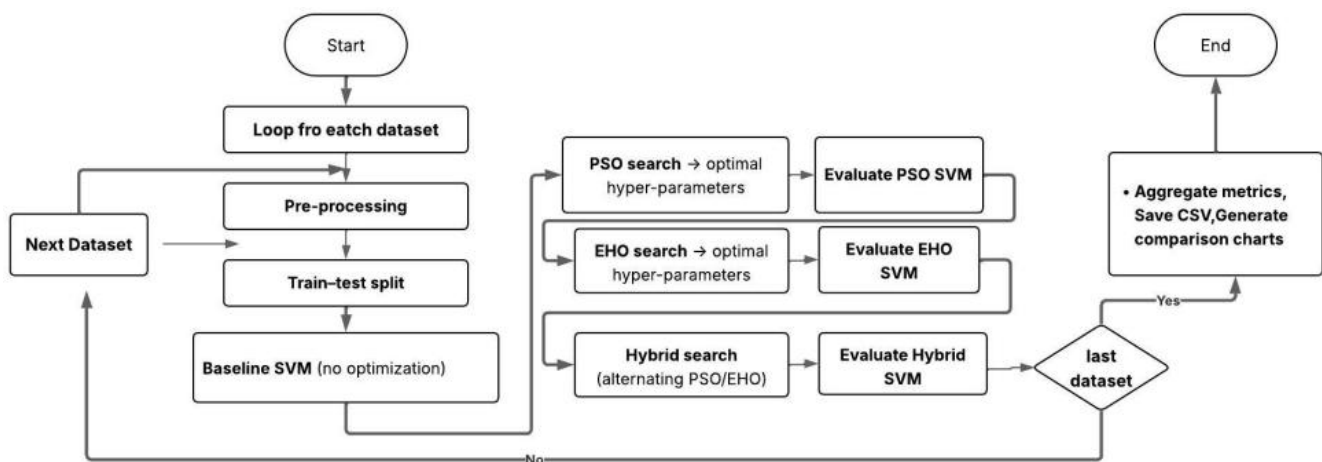 Start
Loop fro eatch dataset
Pre-processing
Next Dataset
Train–test split
Baseline SVM (no optimization)
PSO search → optimal
hyper-parameters
Evaluate PSO SVM
EHO search → optimal
hyper-parameters
Evaluate EHO
SVM
Hybrid search
(alternating PSO/EHO)
Evaluate Hybrid
SVM
last
dataset
Yes
No
• Aggregate metrics,
Save CSV,Generate
comparison charts
End